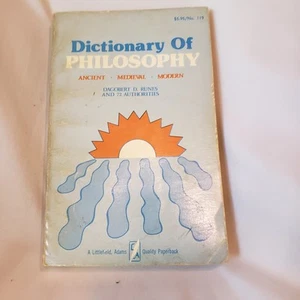 Dictionary Of
PHILOSOPHY
ANCIENT · MEDIEVAL · MODERN
DAGOBERT D. RUNES
AND 72 AUTHORITIES
A Littlefield, Adams Quality Paperback